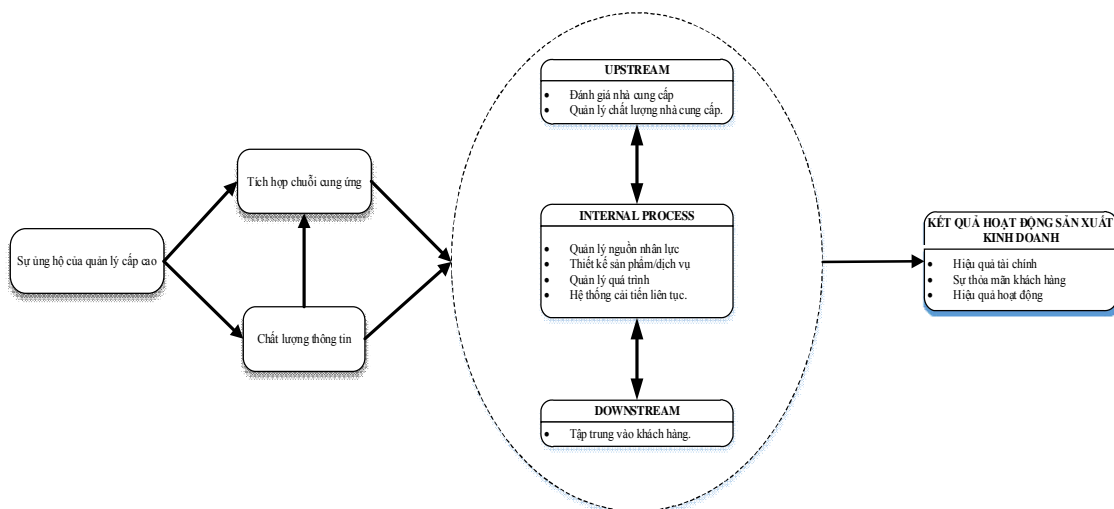 Sự ủng hộ của quản lý cấp cao
Tích hợp chuỗi cung ứng
Chất lượng thông tin
UPSTREAM
• Đánh giá nhà cung cấp
• Quản lý chất lượng nhà cung cấp.
INTERNAL PROCESS
• Quản lý nguồn nhân lực
• Thiết kế sản phẩm/dịch vụ
• Quản lý quá trình
• Hệ thống cải tiến liên tục.
DOWNSTREAM
• Tập trung vào khách hàng.
KẾT QUẢ HOẠT ĐỘNG SẢN XUẤT
KINH DOANH
• Hiệu quả tài chính
• Sự thỏa mãn khách hàng
• Hiệu quả hoạt động